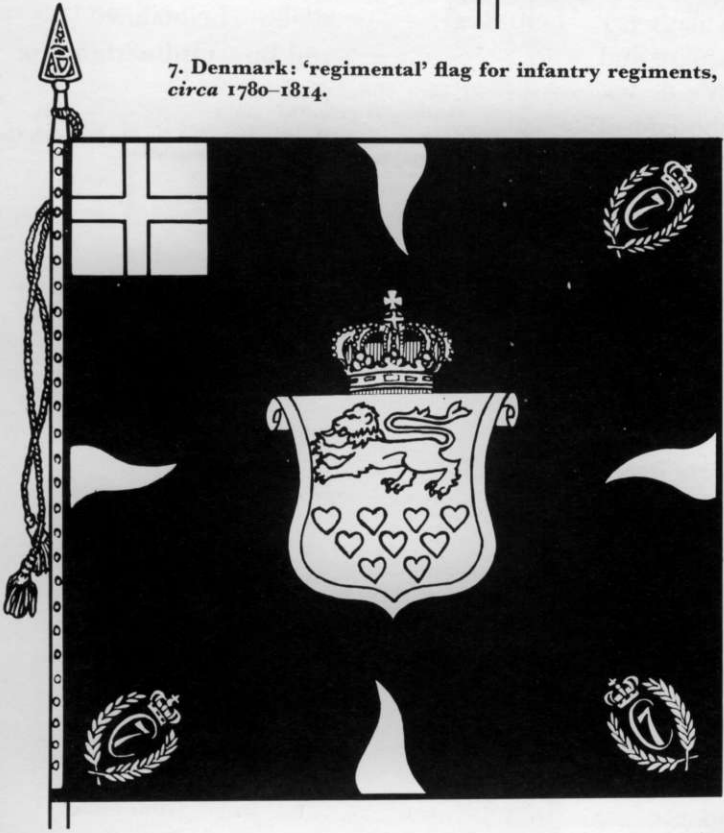 7. Denmark: ‘regimental’ flag for infantry regiments,
circa 1780–1814.